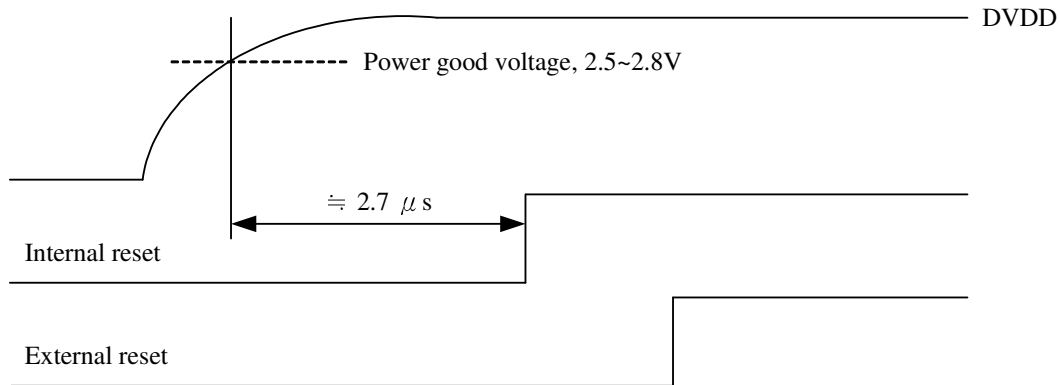 DVDD
Power good voltage, 2.5~2.8V
≒ 2.7 μs
Internal reset
External reset